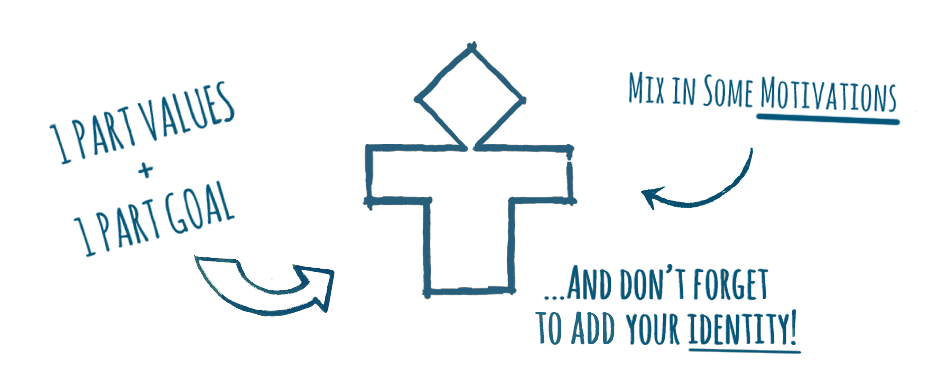 1 PART VALUES
+
1 PART GOAL
MIX IN SOME MOTIVATIONS
...AND DON'T FORGET
TO ADD YOUR IDENTITY!